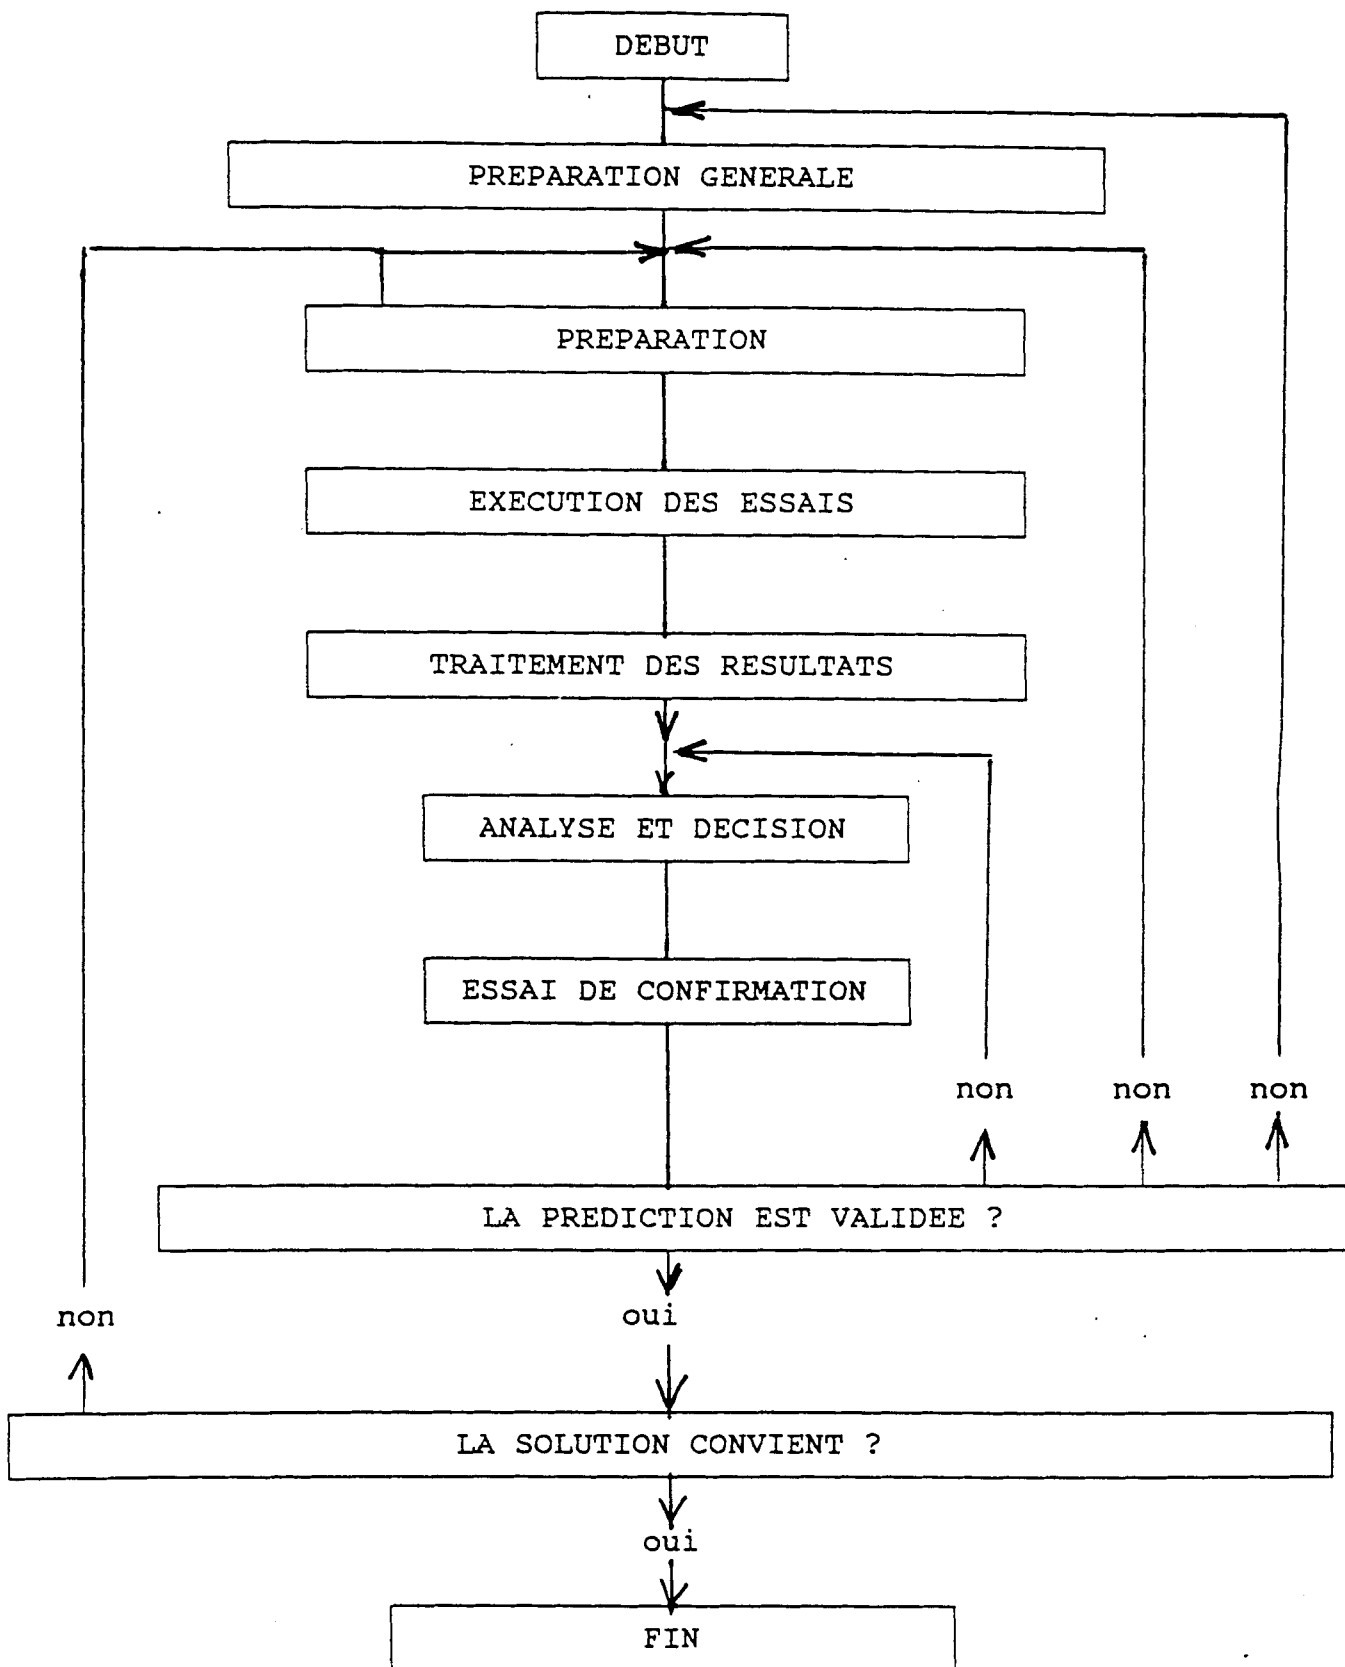 DEBUT
PREPARATION GENERALE
PREPARATION
EXECUTION DES ESSAIS
TRAITEMENT DES RESULTATS
ANALYSE ET DECISION
ESSAI DE CONFIRMATION
non non non
LA PREDICTION EST VALIDEE ?
non oui
LA SOLUTION CONVIENT ?
oui
FIN